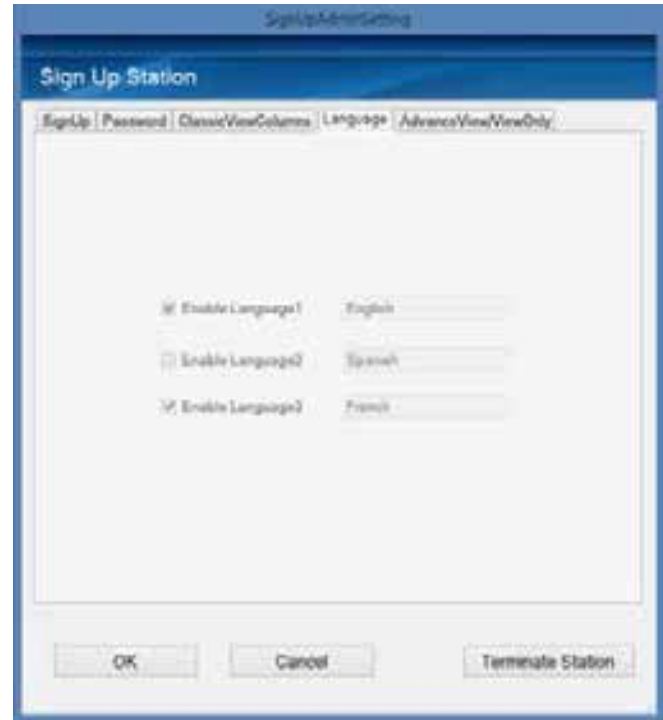 SignUpAdminSetting
Sign Up Station
SignUp Password ClassicViewColumns Language AdvanceView/ViewOnly
Enable Language1 English
Enable Language2 Spanish
Enable Language3 French
OK Cancel Terminate Station